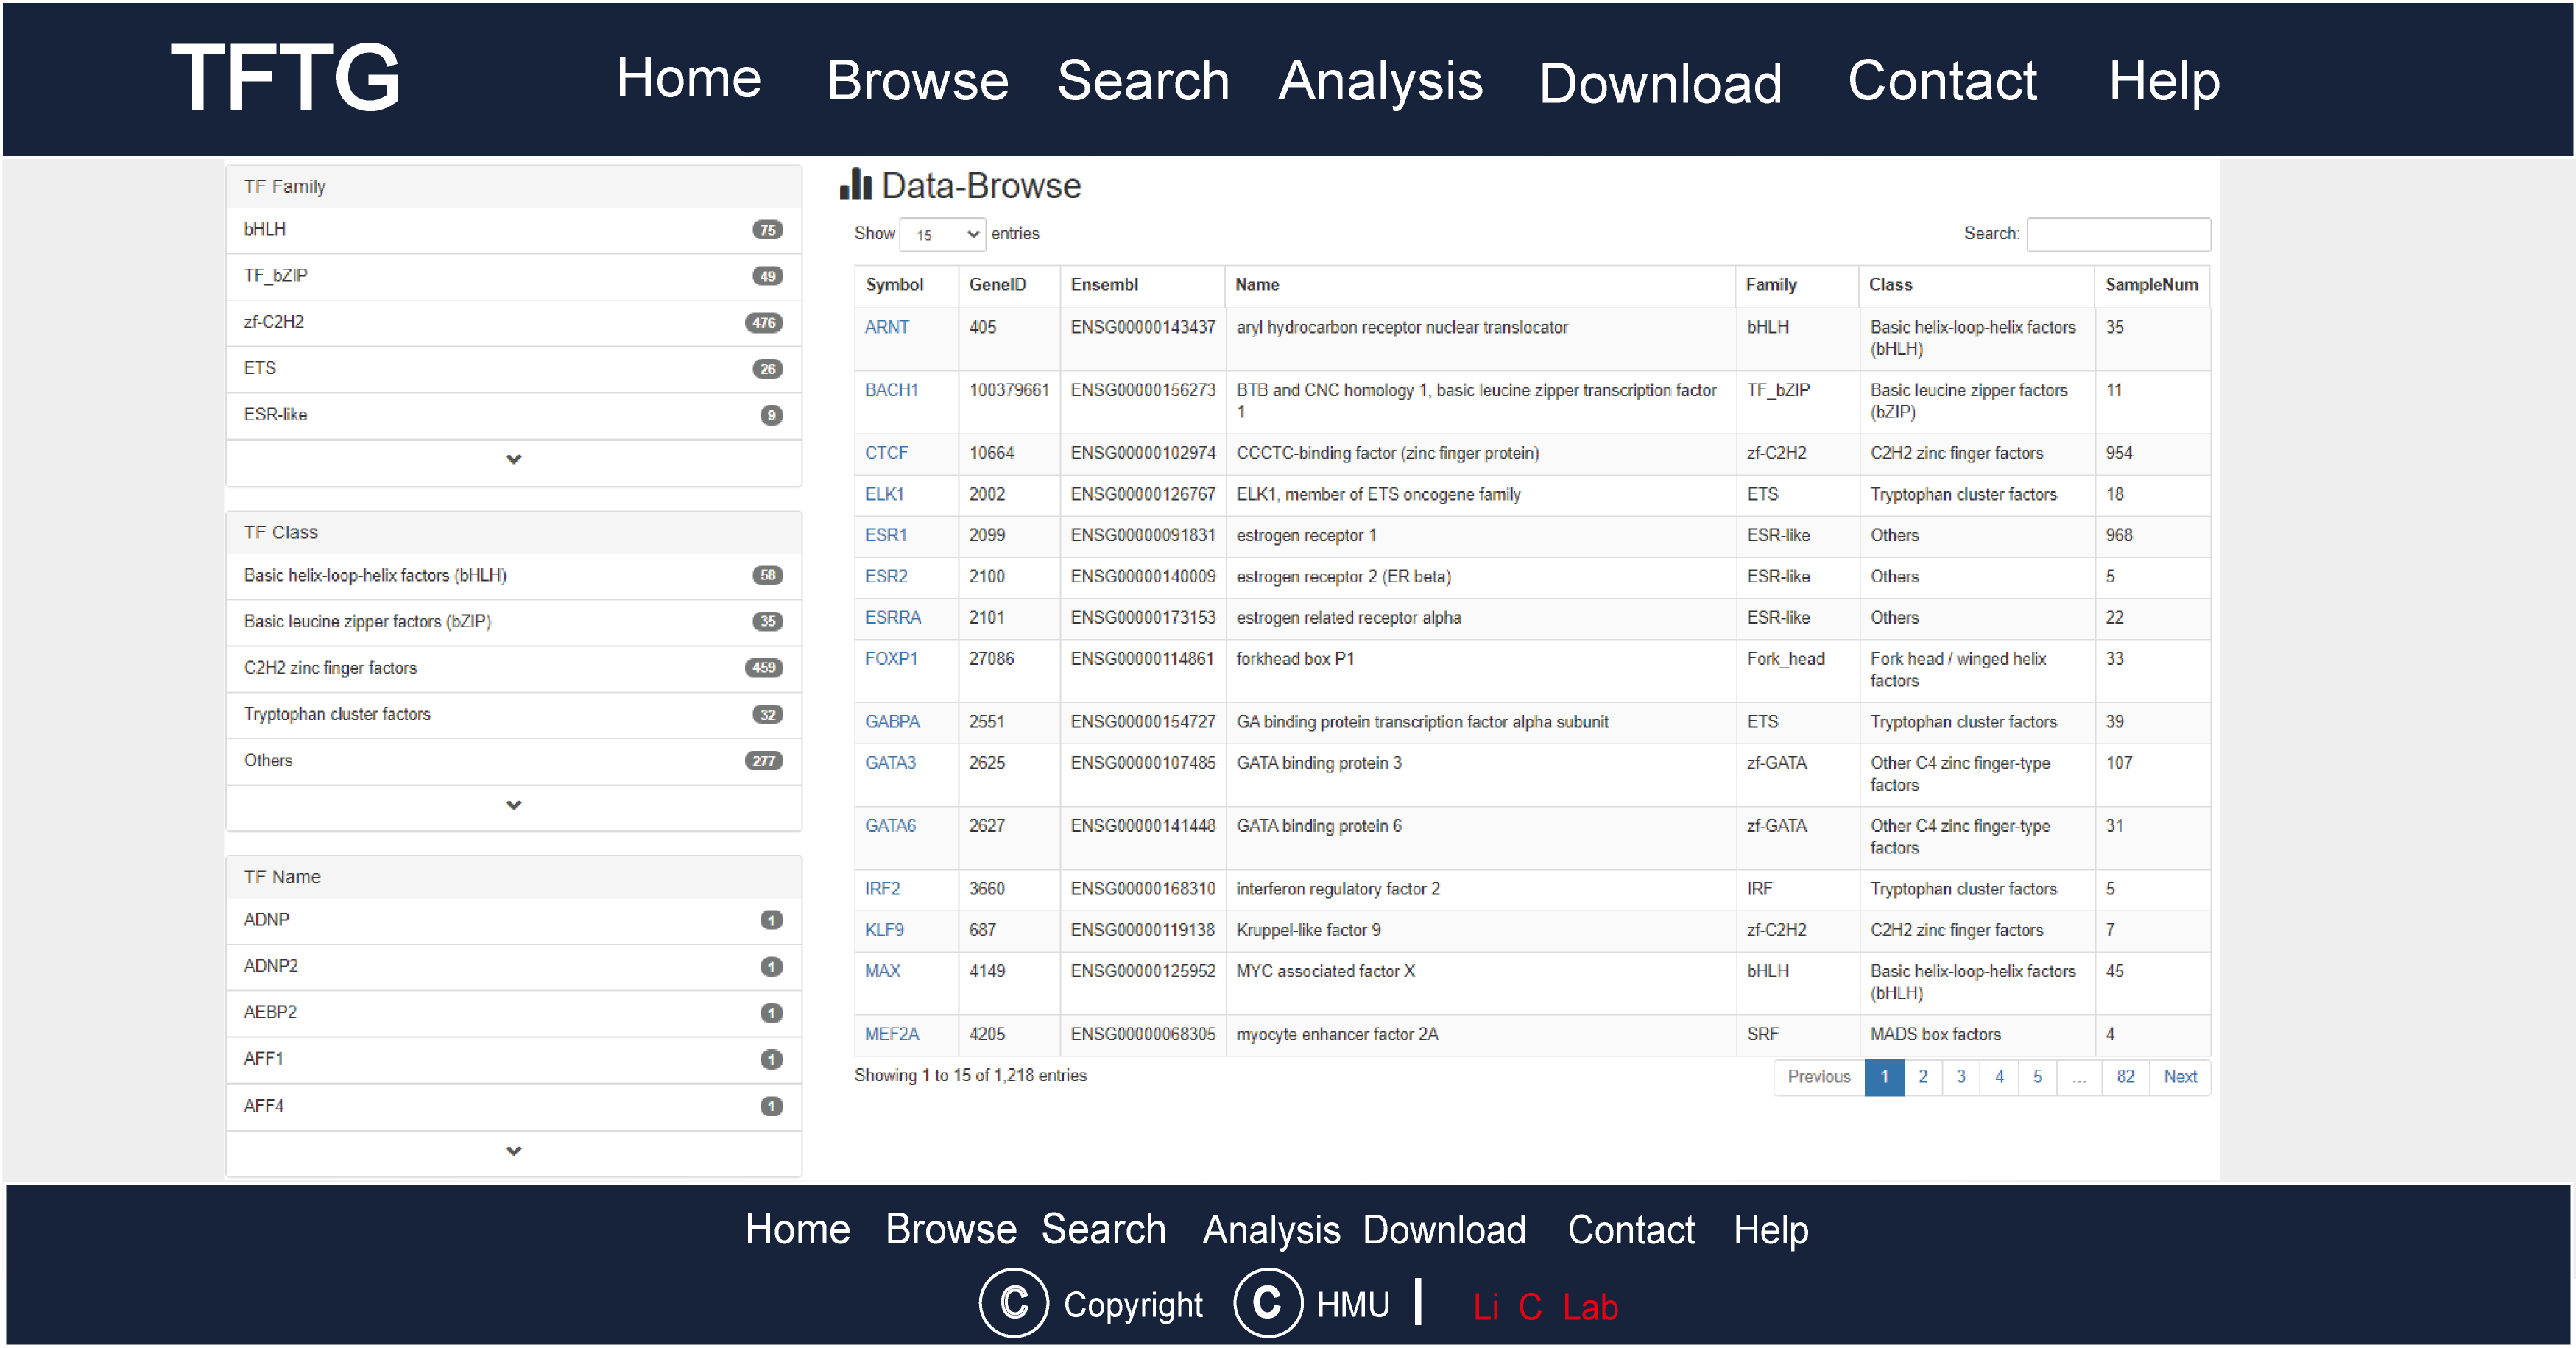 TFTG Home Browse Search Analysis Download Contact Help
TF Family
bHLH 75
TF_bZIP 49
zf-C2H2 476
ETS 26
ESR-like 9
TF Class
Basic helix-loop-helix factors (bHLH) 58
Basic leucine zipper factors (bZIP) 35
C2H2 zinc finger factors 459
Tryptophan cluster factors 32
Others 277
TF Name
ADNP 1
ADNP2 1
AEBP2 1
AFF1 1
AFF4 1
Data-Browse
Show 15 entries Search:
Symbol GeneID Ensembl Name Family Class SampleNum
ARNT 405 ENSG00000143437 aryl hydrocarbon receptor nuclear translocator bHLH Basic helix-loop-helix factors 35
(bHLH)
BACH1 100379661 ENSG00000156273 BTB and CNC homology 1, basic leucine zipper transcription factor TF_bZIP Basic leucine zipper factors 11
1 (bZIP)
CTCF 10664 ENSG00000102974 CCCTC-binding factor (zinc finger protein) zf-C2H2 C2H2 zinc finger factors 954
ELK1 2002 ENSG00000126767 ELK1, member of ETS oncogene family ETS Tryptophan cluster factors 18
ESR1 2099 ENSG00000091831 estrogen receptor 1 ESR-like Others 968
ESR2 2100 ENSG00000140009 estrogen receptor 2 (ER beta) ESR-like Others 5
ESRRA 2101 ENSG00000173153 estrogen related receptor alpha ESR-like Others 22
FOXP1 27086 ENSG00000114861 forkhead box P1 Fork_head Fork head / winged helix 33
factors
GABPA 2551 ENSG00000154727 GA binding protein transcription factor alpha subunit ETS Tryptophan cluster factors 39
GATA3 2625 ENSG00000107485 GATA binding protein 3 zf-GATA Other C4 zinc finger-type 107
factors
GATA6 2627 ENSG00000141448 GATA binding protein 6 zf-GATA Other C4 zinc finger-type 31
factors
IRF2 3660 ENSG00000168310 interferon regulatory factor 2 IRF Tryptophan cluster factors 5
KLF9 687 ENSG00000119138 Kruppel-like factor 9 zf-C2H2 C2H2 zinc finger factors 7
MAX 4149 ENSG00000125952 MYC associated factor X bHLH Basic helix-loop-helix factors 45
(bHLH)
MEF2A 4205 ENSG00000068305 myocyte enhancer factor 2A SRF MADS box factors 4
Showing 1 to 15 of 1,218 entries Previous 1 2 3 4 5 ... 82 Next
Home Browse Search Analysis Download Contact Help
© Copyright © HMU | Li C Lab